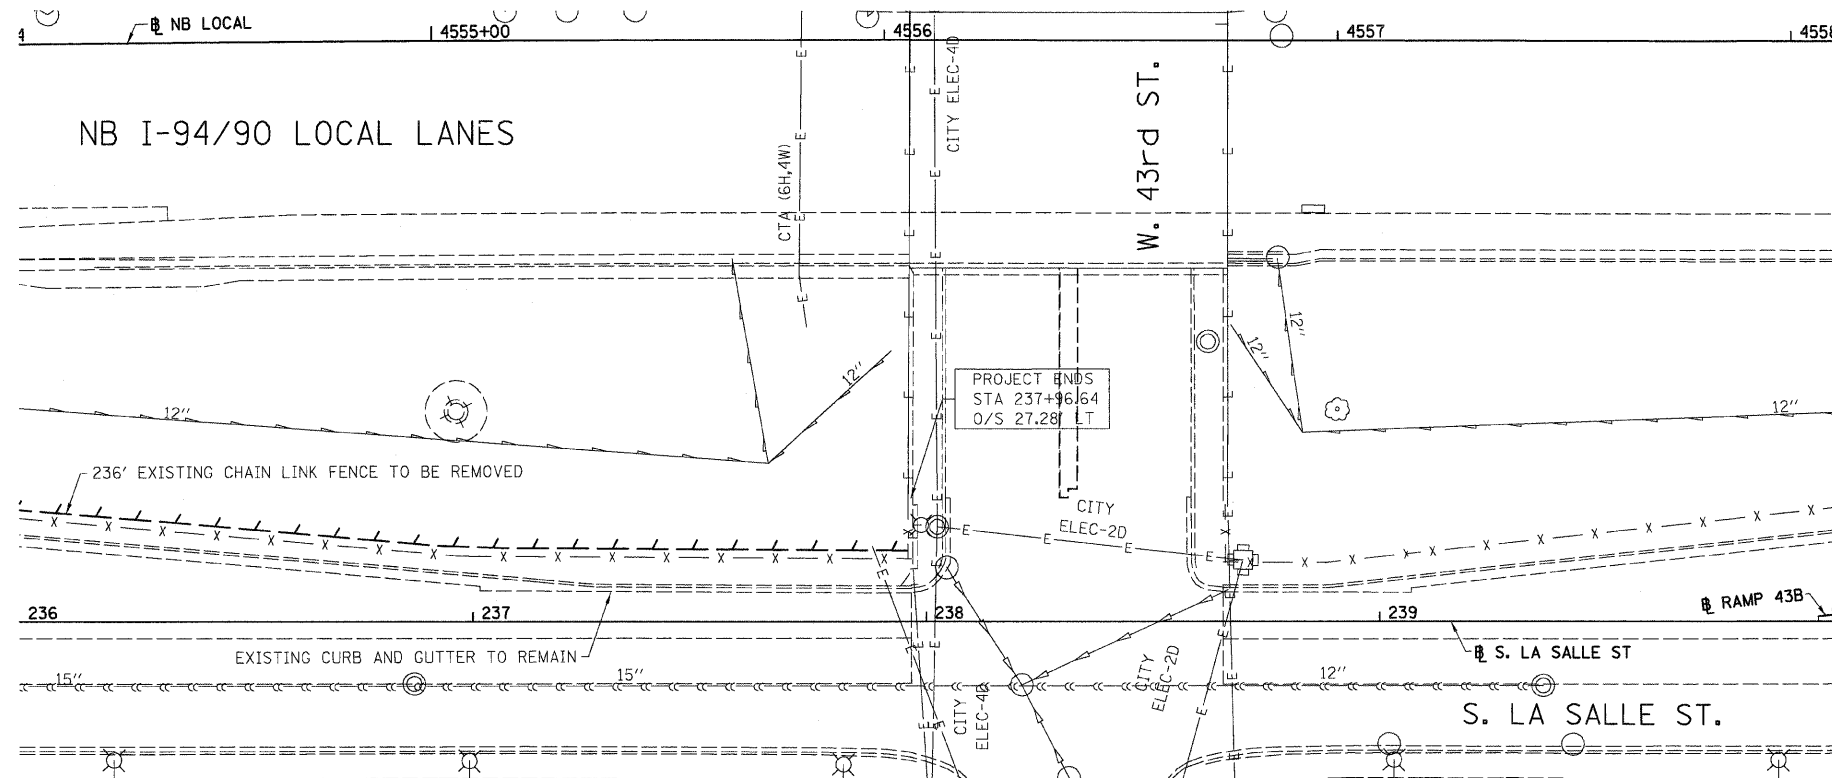 ℄ NB LOCAL
4555+00
4556
4557
4558
NB I-94/90 LOCAL LANES
CTA (6H,4W)
CITY ELEC-4D
W. 43rd ST.
12"
12"
12"
12"
12"
PROJECT ENDS
STA 237+96.64
O/S 27.28' LT
236' EXISTING CHAIN LINK FENCE TO BE REMOVED
CITY
ELEC-2D
236
237
238
239
℄ RAMP 43B
EXISTING CURB AND GUTTER TO REMAIN
℄ S. LA SALLE ST
15"
15"
12"
CITY
ELEC-4D
CITY
ELEC-2D
S. LA SALLE ST.